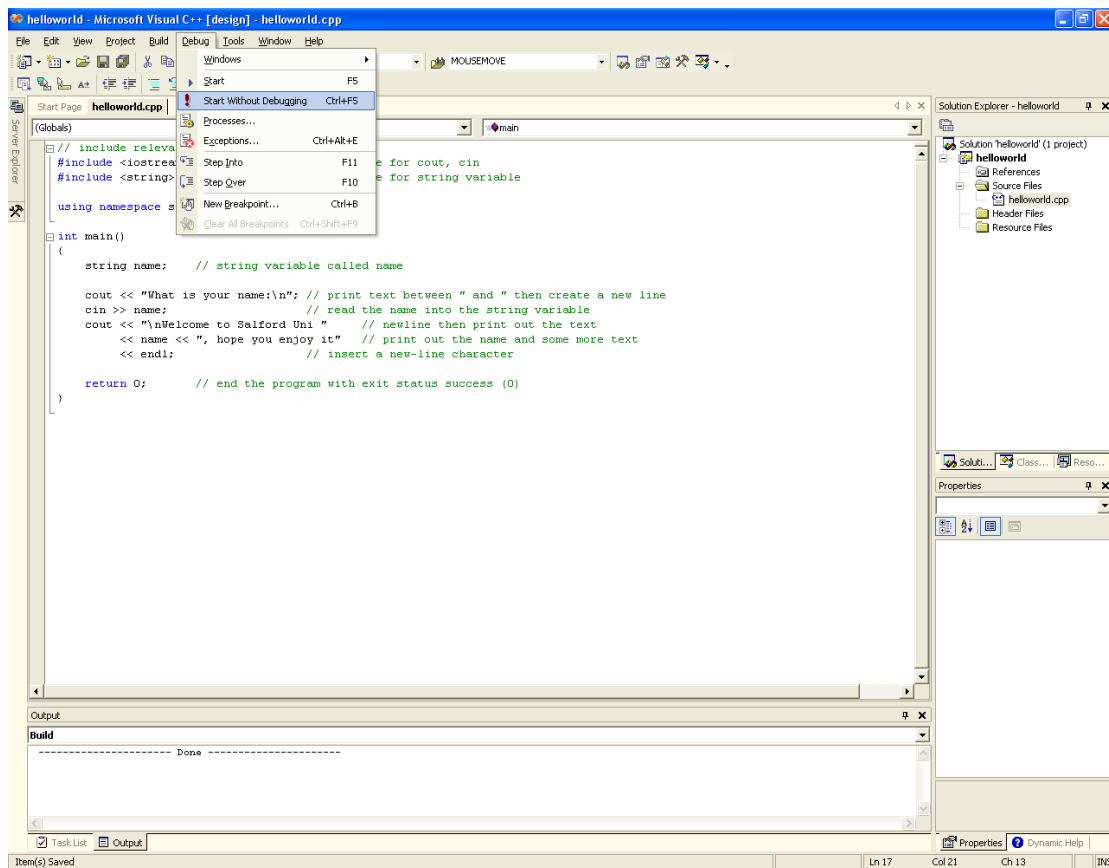 helloworld - Microsoft Visual C++ [design] - helloworld.cpp
File Edit View Project Build Debug Tools Window Help
MOUSEMOVE
Windows
Start F5
Start Without Debugging Ctrl+F5
Processes...
Exceptions... Ctrl+Alt+E
Step Into F11
Step Over F10
New Breakpoint... Ctrl+B
Clear All Breakpoints Ctrl+Shift+F9
Server Explorer
Start Page helloworld.cpp
(Globals) main
// include releva
#include <iostrea e for cout, cin
#include <string> e for string variable
using namespace s
int main()
{
string name; // string variable called name
cout << "What is your name:\n"; // print text between " and " then create a new line
cin >> name; // read the name into the string variable
cout << "\nWelcome to Salford Uni " // newline then print out the text
<< name << ", hope you enjoy it" // print out the name and some more text
<< endl; // insert a new-line character
return 0; // end the program with exit status success (0)
}
Solution Explorer - helloworld
Solution 'helloworld' (1 project)
helloworld
References
Source Files
helloworld.cpp
Header Files
Resource Files
Soluti... Class... Reso...
Properties
Output
Build
---------------------- Done ----------------------
Task List Output
Properties Dynamic Help
Item(s) Saved Ln 17 Col 21 Ch 13 INS